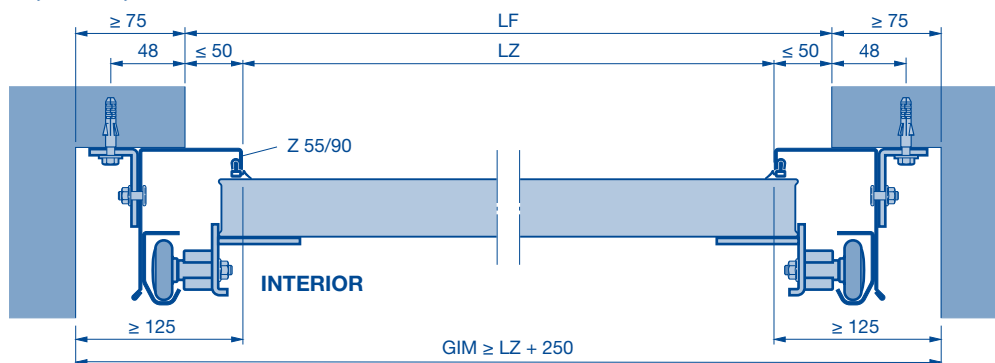 ≥ 75 LF ≥ 75
48 ≤ 50 LZ ≤ 50 48
Z 55/90
INTERIOR
≥ 125 ≥ 125
GIM ≥ LZ + 250